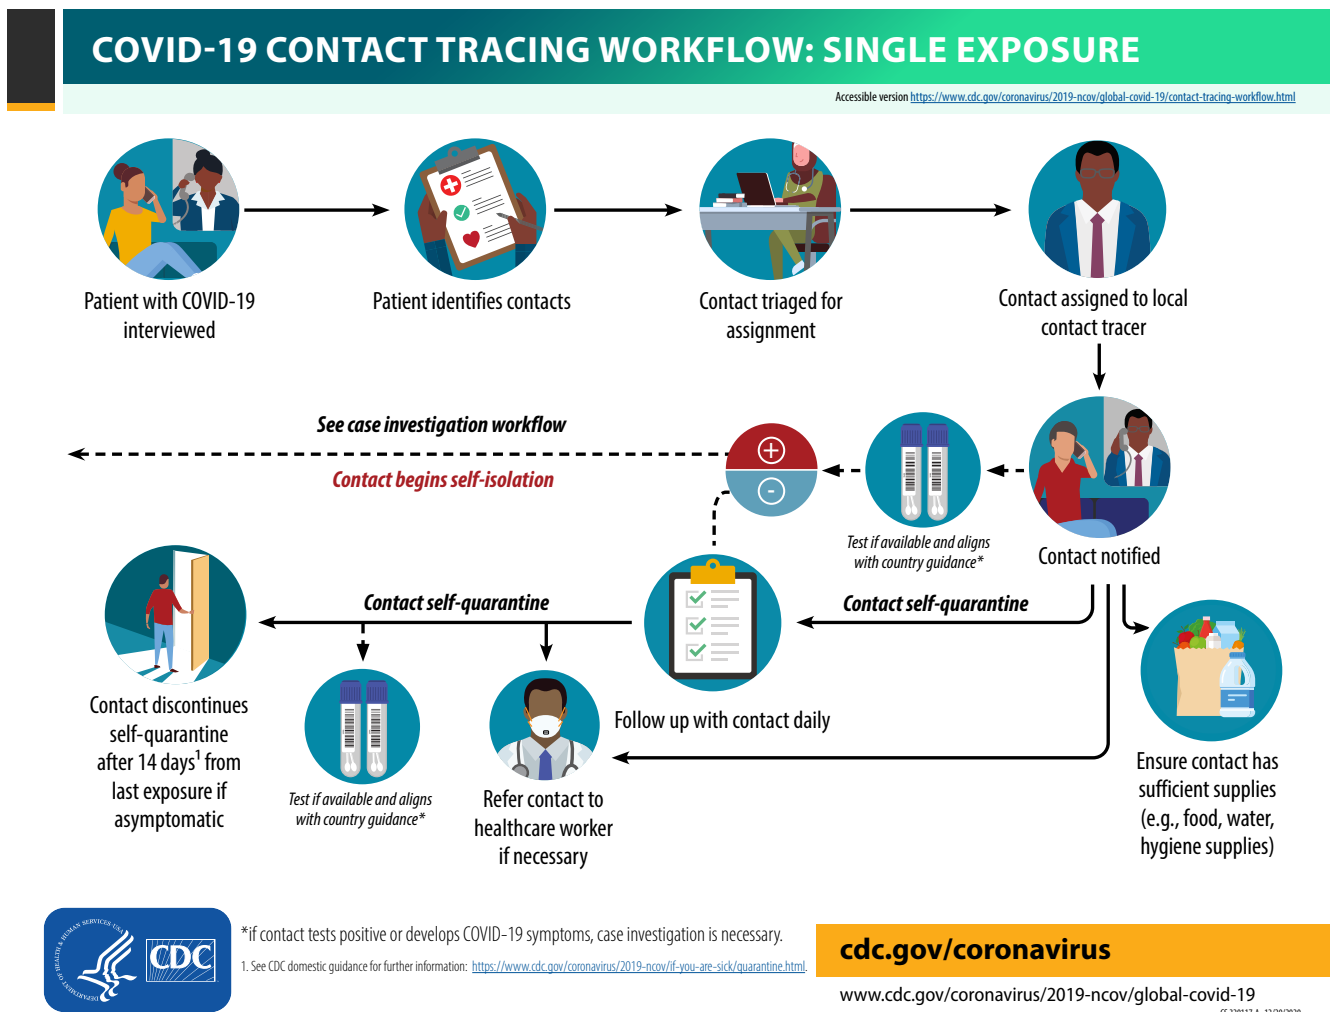 COVID-19 CONTACT TRACING WORKFLOW: SINGLE EXPOSURE
Accessible version https://www.cdc.gov/coronavirus/2019-ncov/global-covid-19/contact-tracing-workflow.html
Patient with COVID-19
interviewed
Patient identifies contacts
Contact triaged for
assignment
Contact assigned to local
contact tracer
See case investigation workflow
Contact begins self-isolation
+
-
Test if available and aligns
with country guidance*
Contact notified
Contact self-quarantine
Contact self-quarantine
Contact discontinues
self-quarantine
after 14 days¹ from
last exposure if
asymptomatic
Test if available and aligns
with country guidance*
Refer contact to
healthcare worker
if necessary
Follow up with contact daily
Ensure contact has
sufficient supplies
(e.g., food, water,
hygiene supplies)
DEPARTMENT OF HEALTH & HUMAN SERVICES·USA
CDC
*if contact tests positive or develops COVID-19 symptoms, case investigation is necessary.
1. See CDC domestic guidance for further information: https://www.cdc.gov/coronavirus/2019-ncov/if-you-are-sick/quarantine.html.
cdc.gov/coronavirus
www.cdc.gov/coronavirus/2019-ncov/global-covid-19